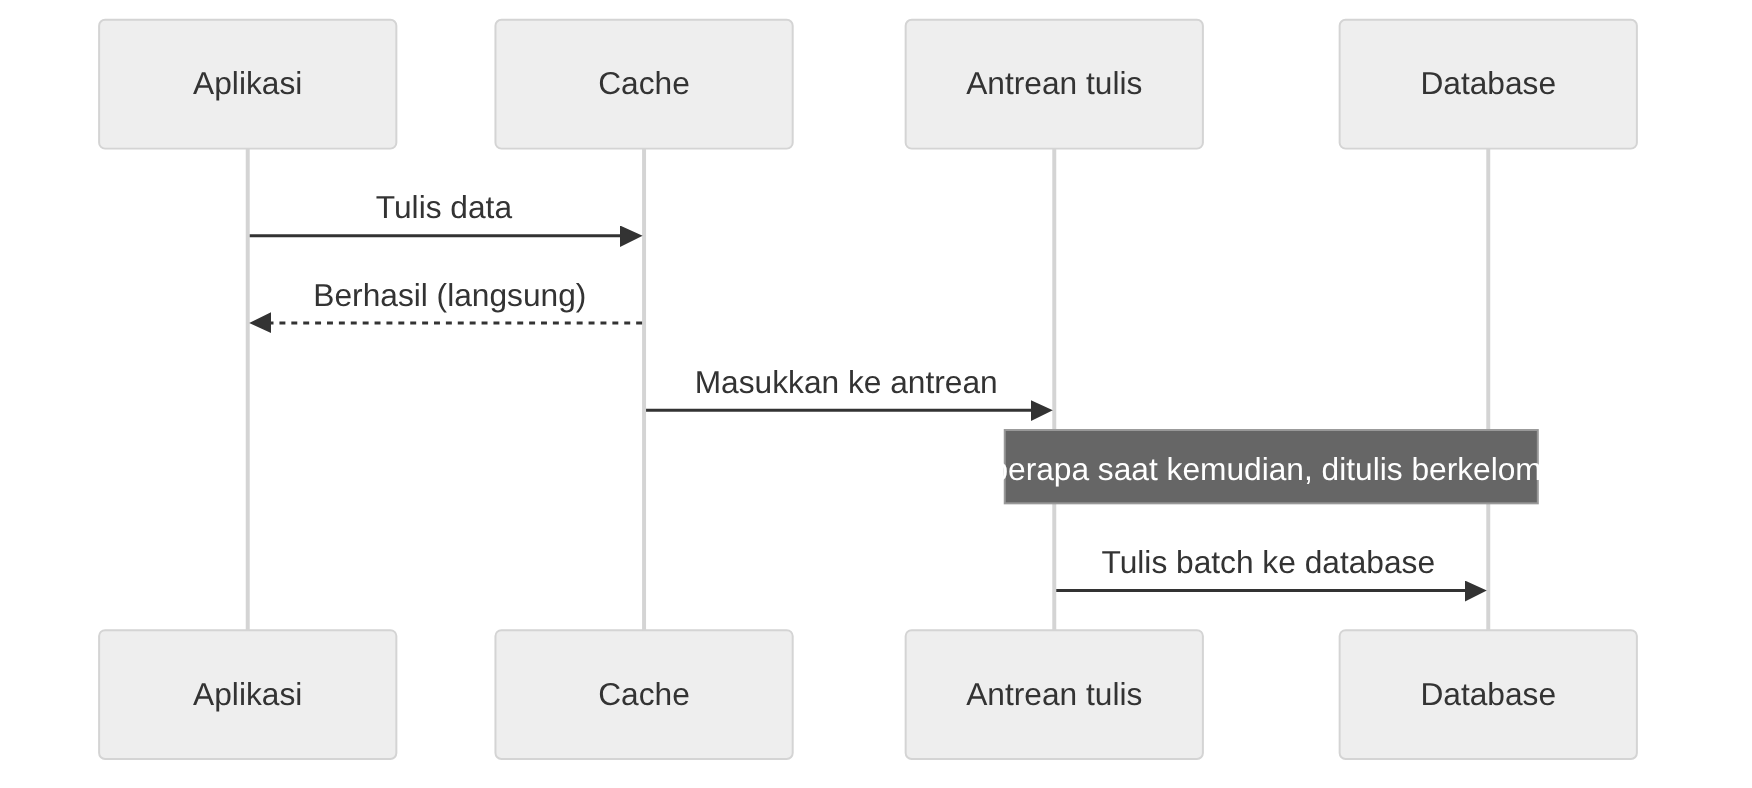 Aplikasi
Cache
Antrean tulis
Database
Tulis data
Berhasil (langsung)
Masukkan ke antrean
saat kemudian, ditulis
Tulis batch ke database
Aplikasi
Cache
Antrean tulis
Database